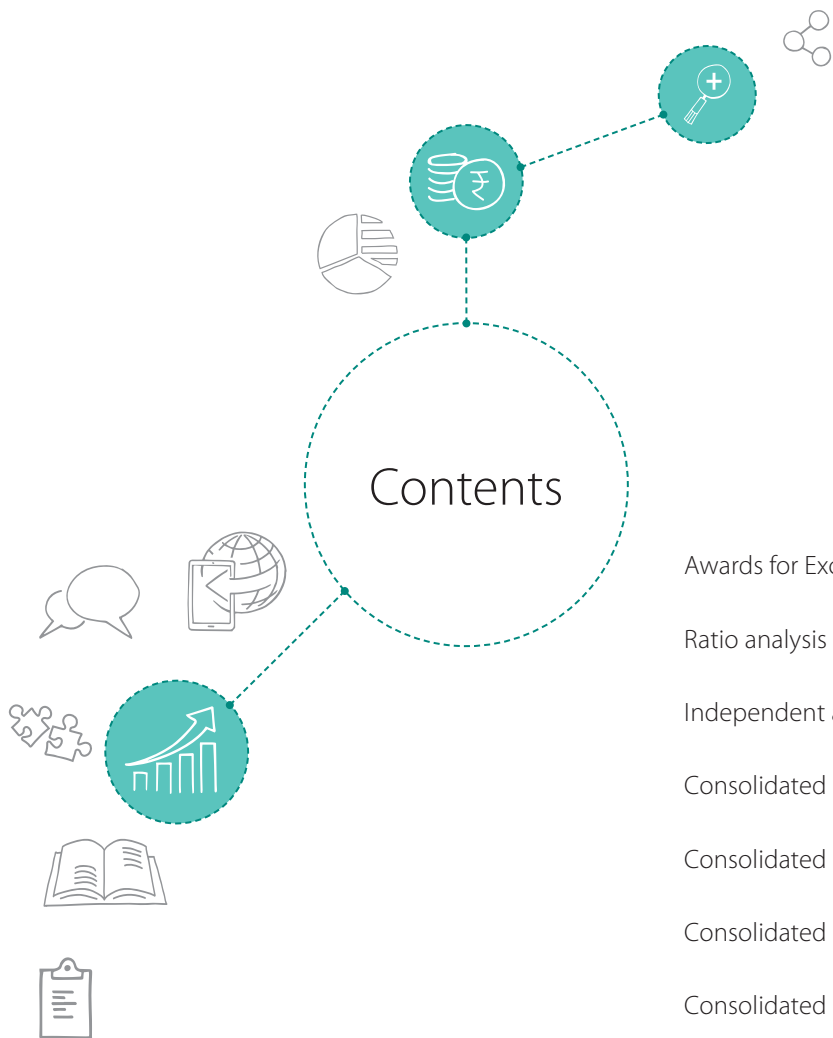 Contents
Awards for Exc
Ratio analysis
Independent a
Consolidated
Consolidated
Consolidated
Consolidated